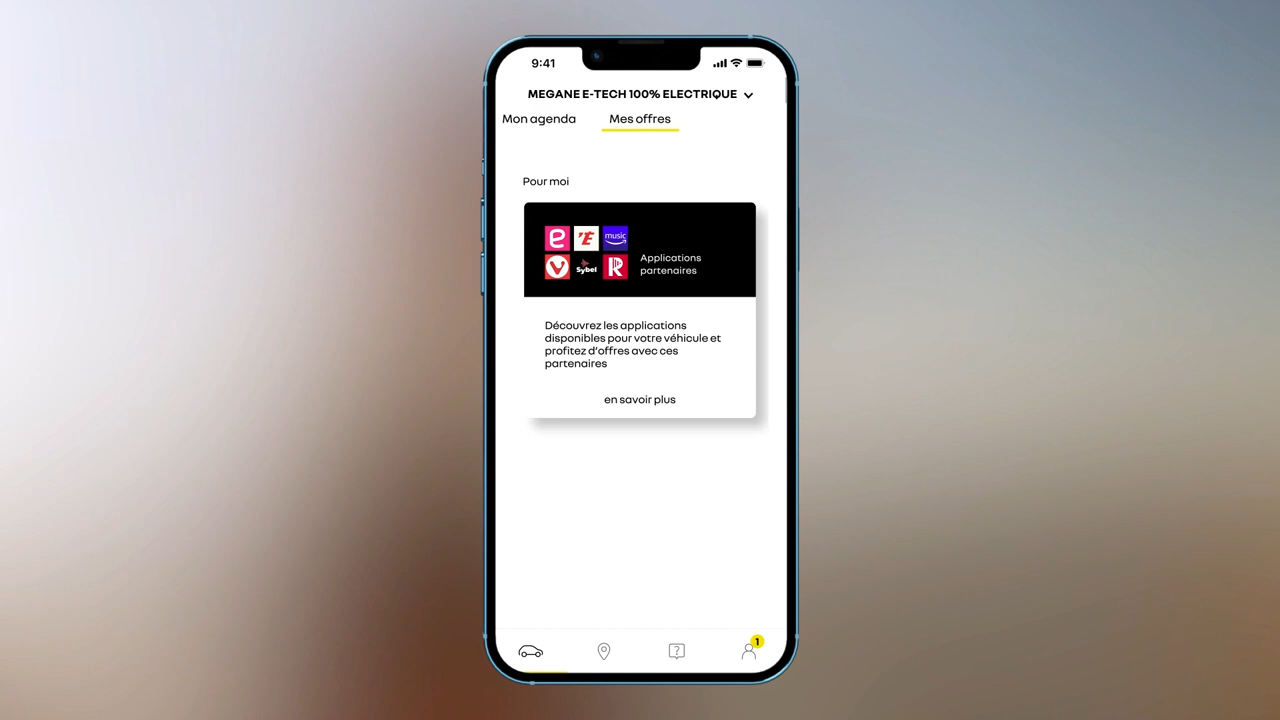 9:41
MEGANE E-TECH 100% ELECTRIQUE
Mon agenda
Mes offres
Pour moi
e
'E
music
Sybel
R
Applications
partenaires
Découvrez les applications
disponibles pour votre véhicule et
profitez d'offres avec ces
partenaires
en savoir plus
?
1